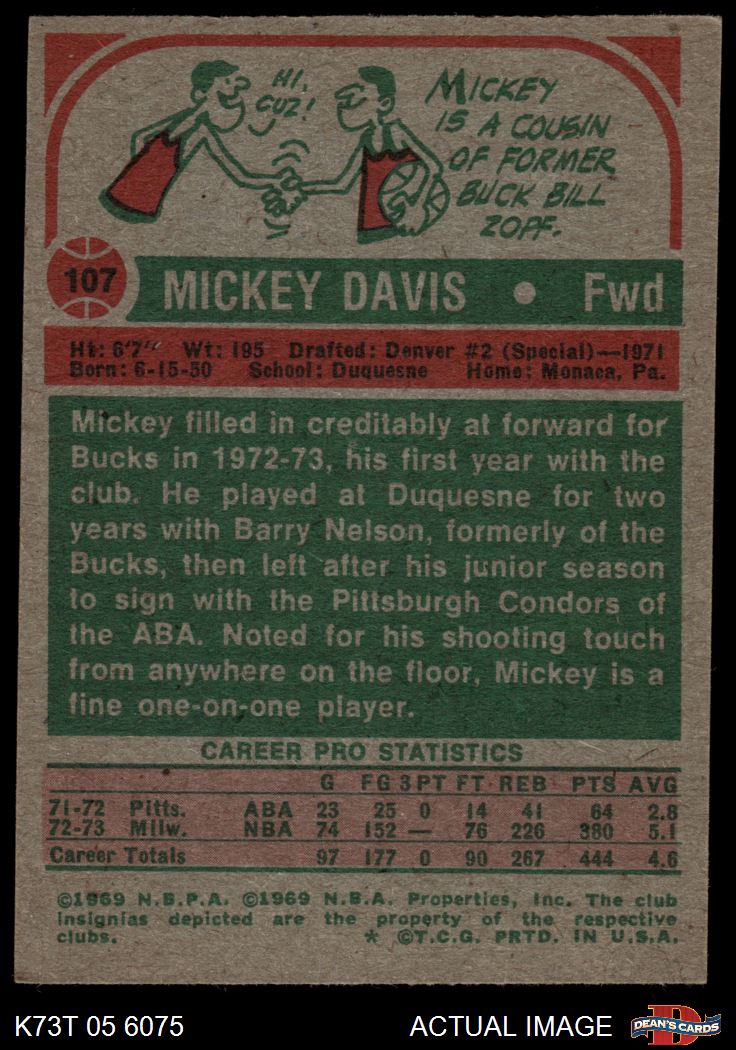 HI,
CUZ!
MICKEY
IS A COUSIN
OF FORMER
BUCK BILL
ZOPF.
107 MICKEY DAVIS • Fwd
Ht: 6'7" Wt: 195 Drafted: Denver #2 (Special)—1971
Born: 6-15-50 School: Duquesne Home: Monaca, Pa.
Mickey filled in creditably at forward for
Bucks in 1972-73, his first year with the
club. He played at Duquesne for two
years with Barry Nelson, formerly of the
Bucks, then left after his junior season
to sign with the Pittsburgh Condors of
the ABA. Noted for his shooting touch
from anywhere on the floor, Mickey is a
fine one-on-one player.
CAREER PRO STATISTICS
G FG 3PT FT REB PTS AVG
71-72 Pitts. ABA 23 25 0 14 41 64 2.8
72-73 Milw. NBA 74 152 — 76 226 380 5.1
Career Totals 97 177 0 90 267 444 4.6
©1969 N.B.P.A. ©1969 N.B.A. Properties, Inc. The club
insignias depicted are the property of the respective
clubs. * ©T.C.G. PRTD. IN U.S.A.
K73T 05 6075 ACTUAL IMAGE DEAN'S CARDS